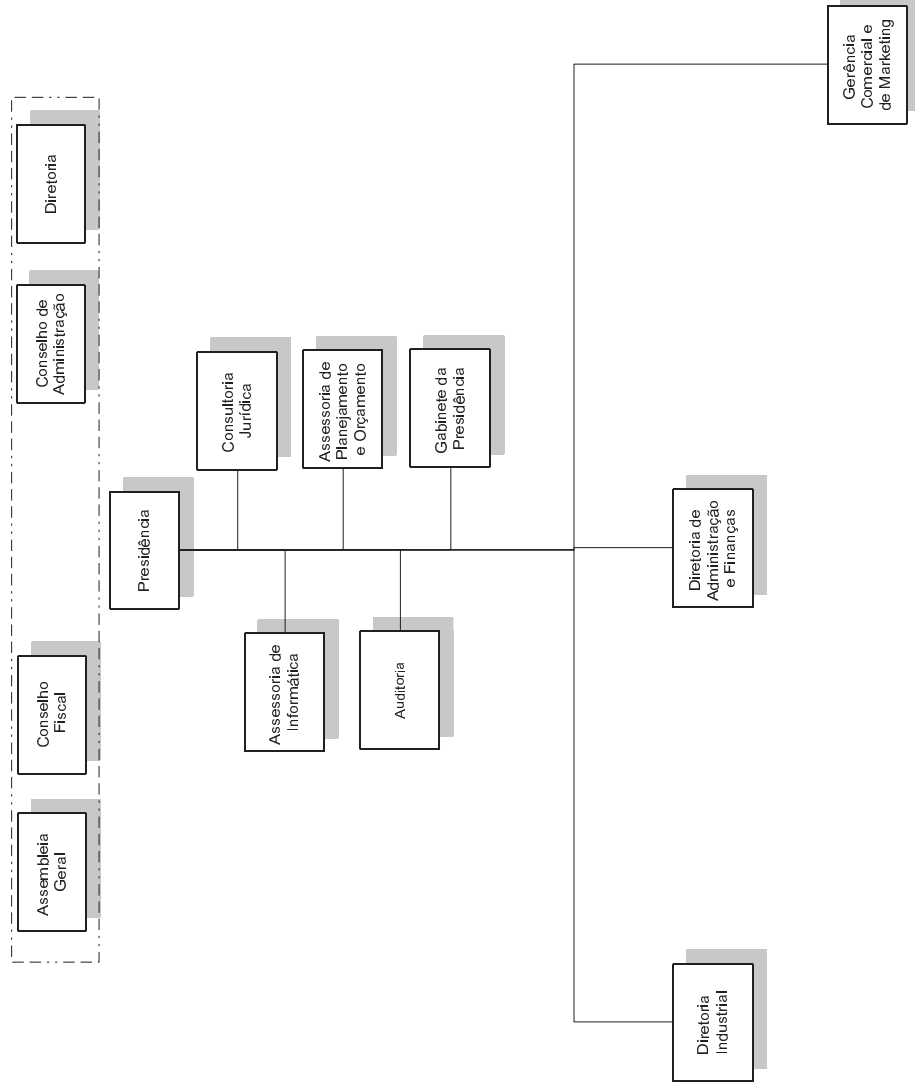 Assembleia
Geral
Conselho
Fiscal
Conselho de
Administração
Diretoria
Presidência
Consultoria
Jurídica
Assessoria de
Informática
Assessoria de
Planejamento
e Orçamento
Auditoria
Gabinete da
Presidência
Diretoria
Industrial
Diretoria de
Administração
e Finanças
Gerência
Comercial e
de Marketing